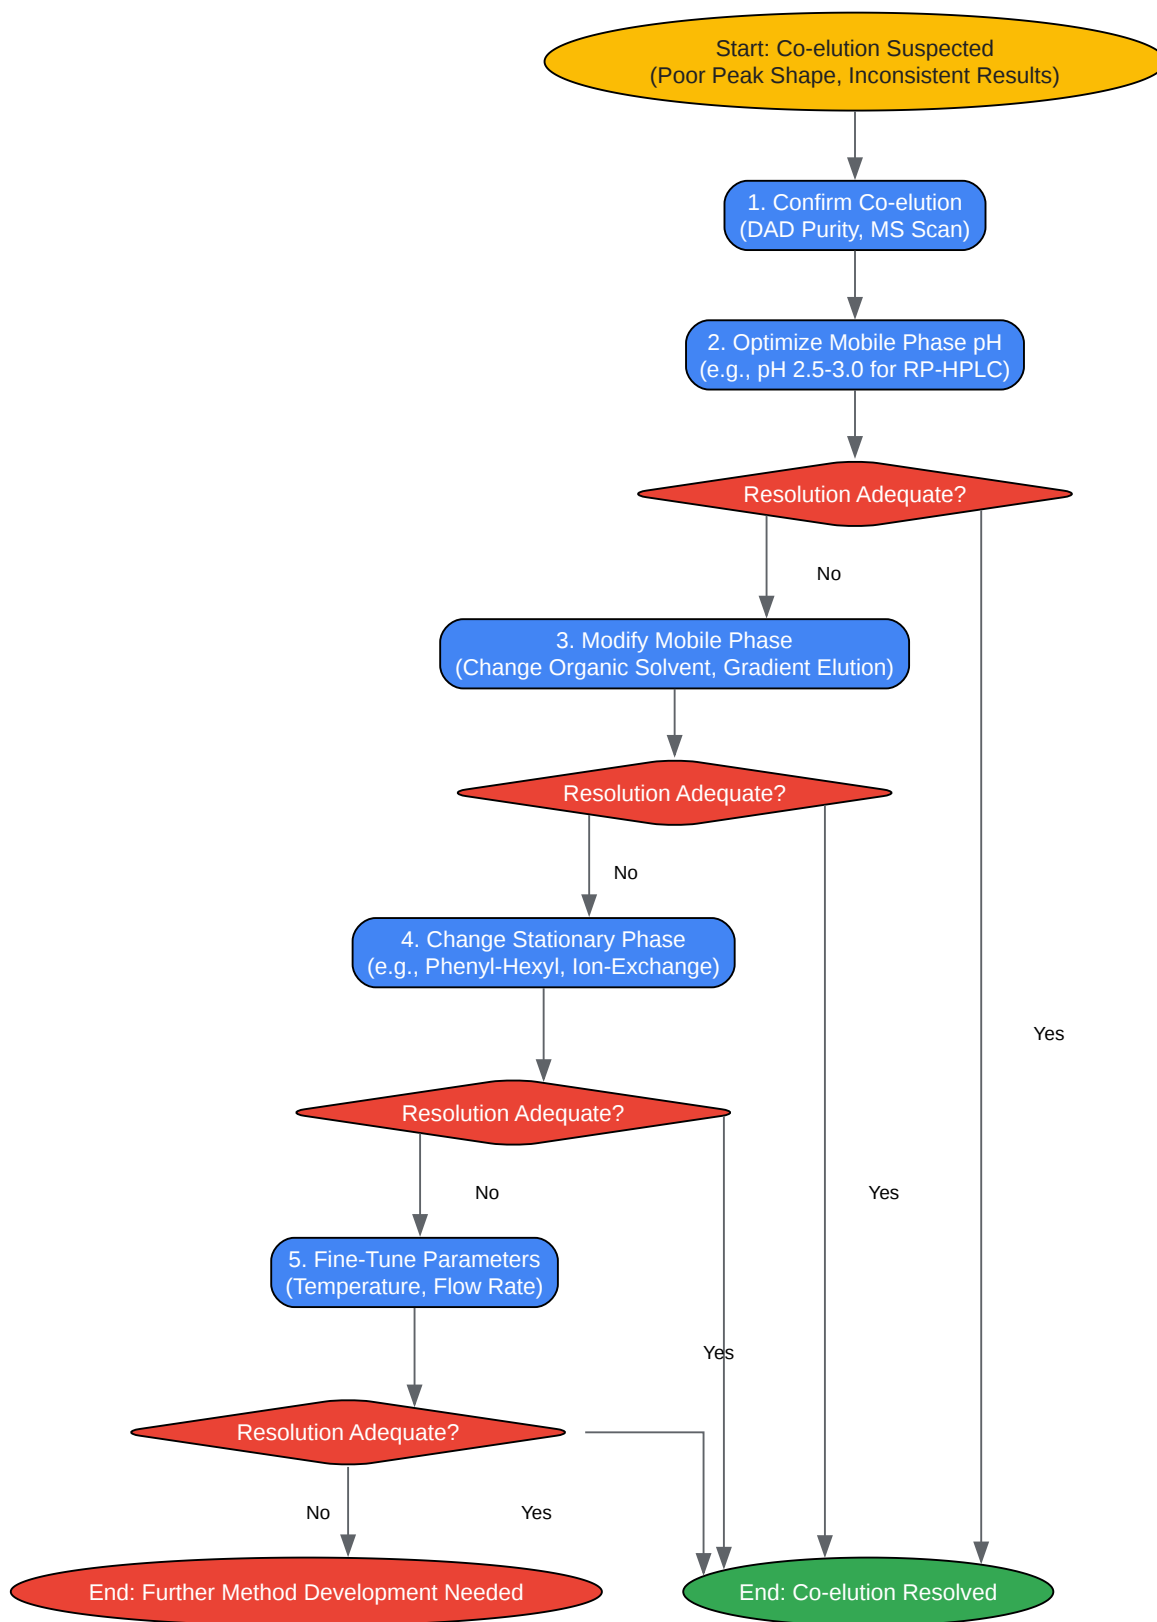 Start: Co-elution Suspected
(Poor Peak Shape, Inconsistent Results)
1. Confirm Co-elution
(DAD Purity, MS Scan)
2. Optimize Mobile Phase pH
(e.g., pH 2.5-3.0 for RP-HPLC)
Resolution Adequate?
No
3. Modify Mobile Phase
(Change Organic Solvent, Gradient Elution)
Resolution Adequate?
No
4. Change Stationary Phase
(e.g., Phenyl-Hexyl, Ion-Exchange)
Yes
Resolution Adequate?
No
Yes
5. Fine-Tune Parameters
(Temperature, Flow Rate)
Yes
Resolution Adequate?
No
Yes
End: Further Method Development Needed
End: Co-elution Resolved